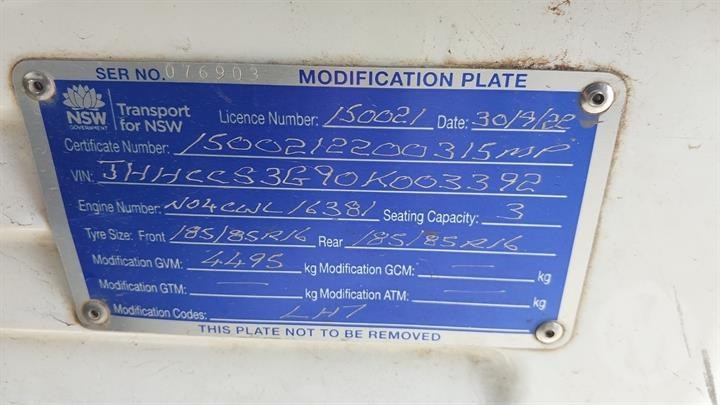 SER NO. 076903 MODIFICATION PLATE
NSW GOVERNMENT
Transport for NSW
Licence Number: 150021 Date: 30/9/22
Certificate Number: 1500212200315MP
VIN: JHHCCS3G90K003392
Engine Number: N04CWL16381 Seating Capacity: 3
Tyre Size: Front 185/85R16 Rear 185/85R16
Modification GVM: 4495 kg Modification GCM: — kg
Modification GTM: — kg Modification ATM: — kg
Modification Codes: LH7
THIS PLATE NOT TO BE REMOVED